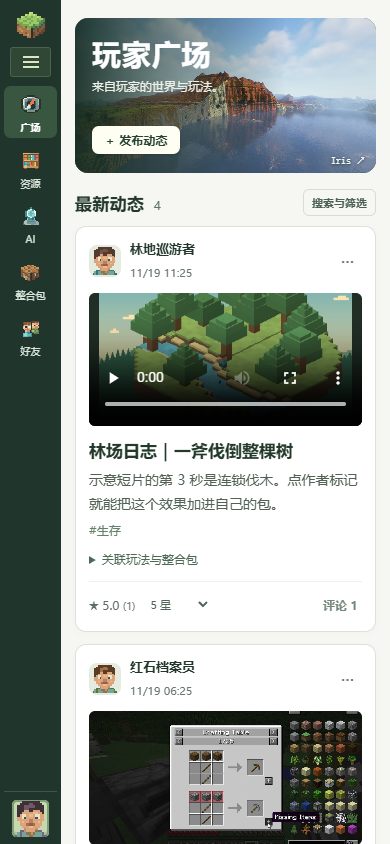 玩家广场
来自玩家的世界与玩法。
+ 发布动态
Iris ↗
广场
资源
AI
整合包
好友
最新动态 4
搜索与筛选
林地巡游者
11/19 11:25
0:00
林场日志｜一斧伐倒整棵树
示意短片的第 3 秒是连锁伐木。点作者标记
就能把这个效果加进自己的包。
#生存
▶ 关联玩法与整合包
★ 5.0 (1) 5 星
评论 1
红石档案员
11/19 06:25
Crafting Table
Missing Items